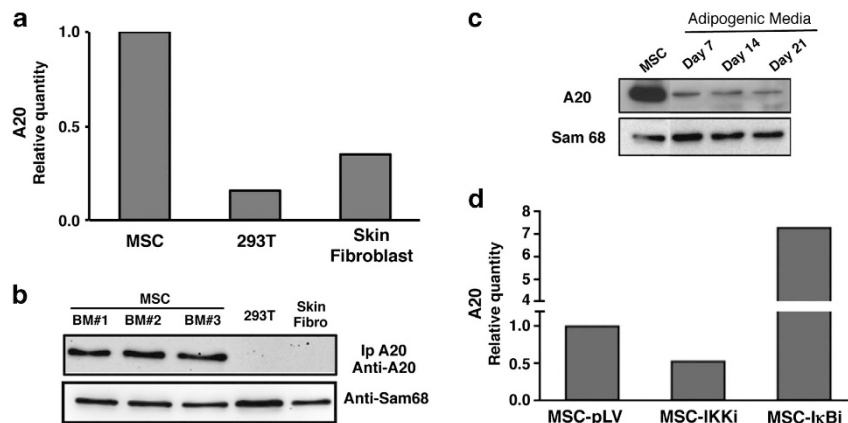 a
A20
Relative quantity
1.0
0.5
0.0
MSC
293T
Skin
Fibroblast
b
MSC
BM#1 BM#2 BM#3 293T Skin
Fibro
Ip A20
Anti-A20
Anti-Sam68
c
Adipogenic Media
MSC Day 7 Day 14 Day 21
A20
Sam 68
d
A20
Relative quantity
8
7
6
5
4
1.0
0.5
0.0
MSC-pLV MSC-IKKi MSC-IκBi